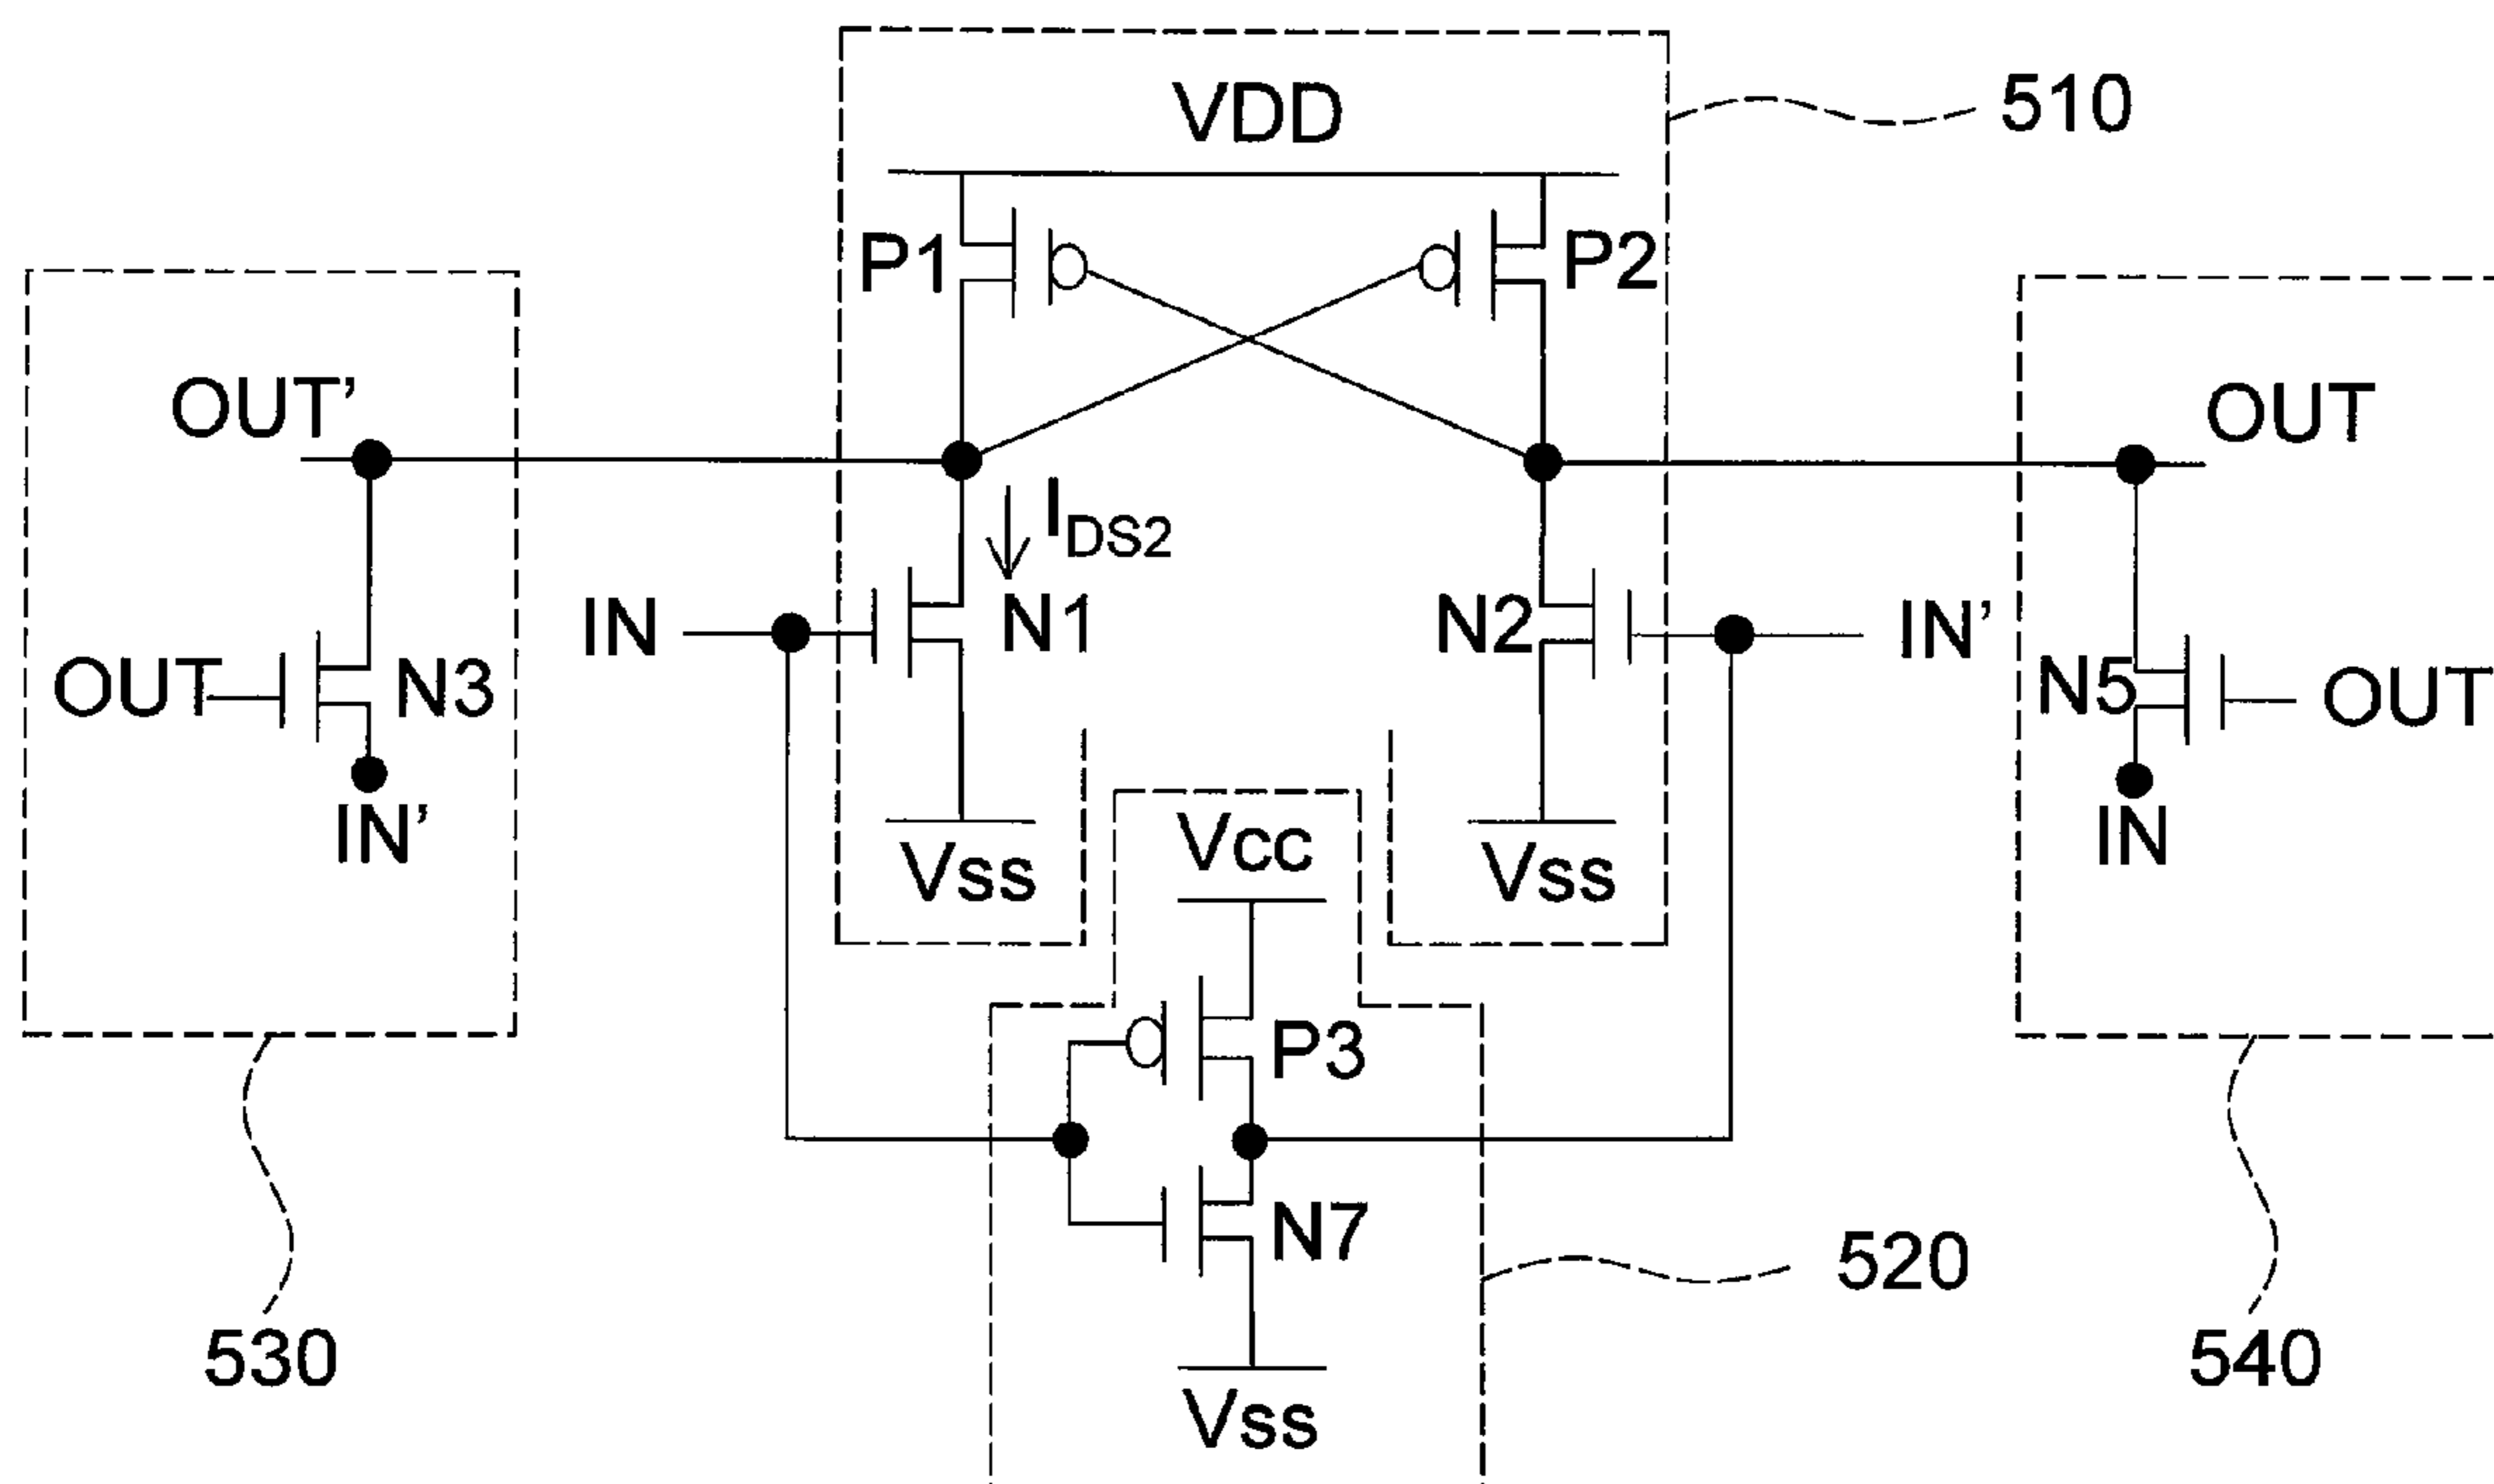 VDD
510
P1
P2
OUT'
OUT
I DS2
IN
N1
N2
IN'
OUT
N3
N5
OUT
IN'
IN
Vss
Vcc
Vss
P3
N7
520
530
540
Vss